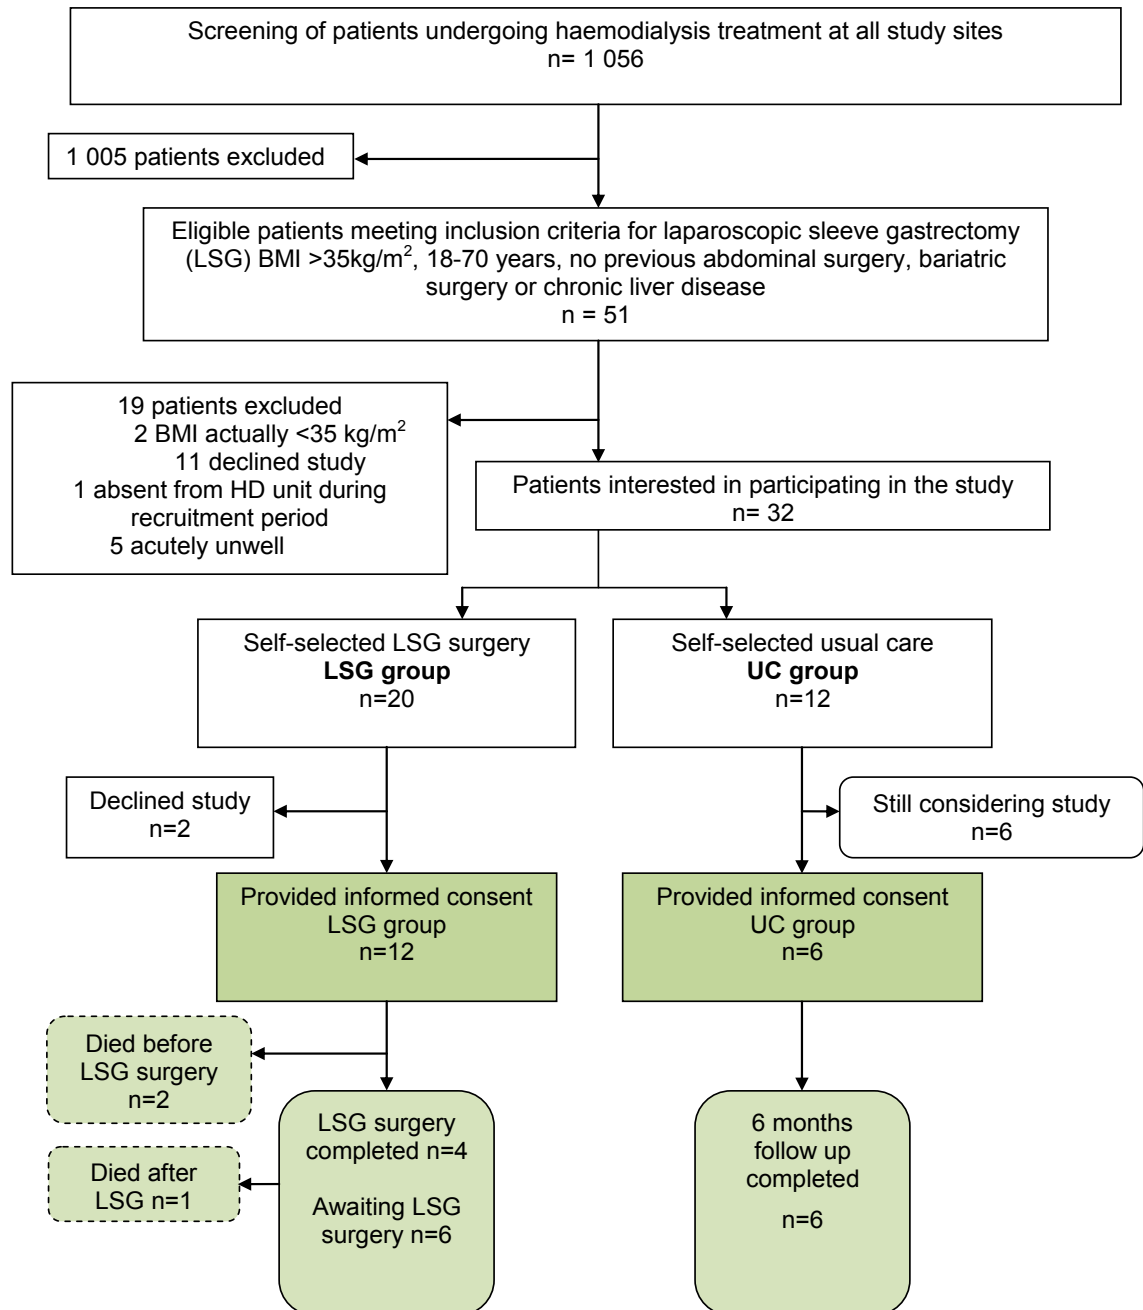 Screening of patients undergoing haemodialysis treatment at all study sites
n= 1 056
1 005 patients excluded
Eligible patients meeting inclusion criteria for laparoscopic sleeve gastrectomy
(LSG) BMI >35kg/m², 18-70 years, no previous abdominal surgery, bariatric
surgery or chronic liver disease
n = 51
19 patients excluded
2 BMI actually <35 kg/m²
11 declined study
1 absent from HD unit during
recruitment period
5 acutely unwell
Patients interested in participating in the study
n= 32
Self-selected LSG surgery
LSG group
n=20
Self-selected usual care
UC group
n=12
Declined study
n=2
Still considering study
n=6
Provided informed consent
LSG group
n=12
Provided informed consent
UC group
n=6
Died before
LSG surgery
n=2
LSG surgery
completed n=4
Awaiting LSG
surgery n=6
Died after
LSG n=1
6 months
follow up
completed
n=6